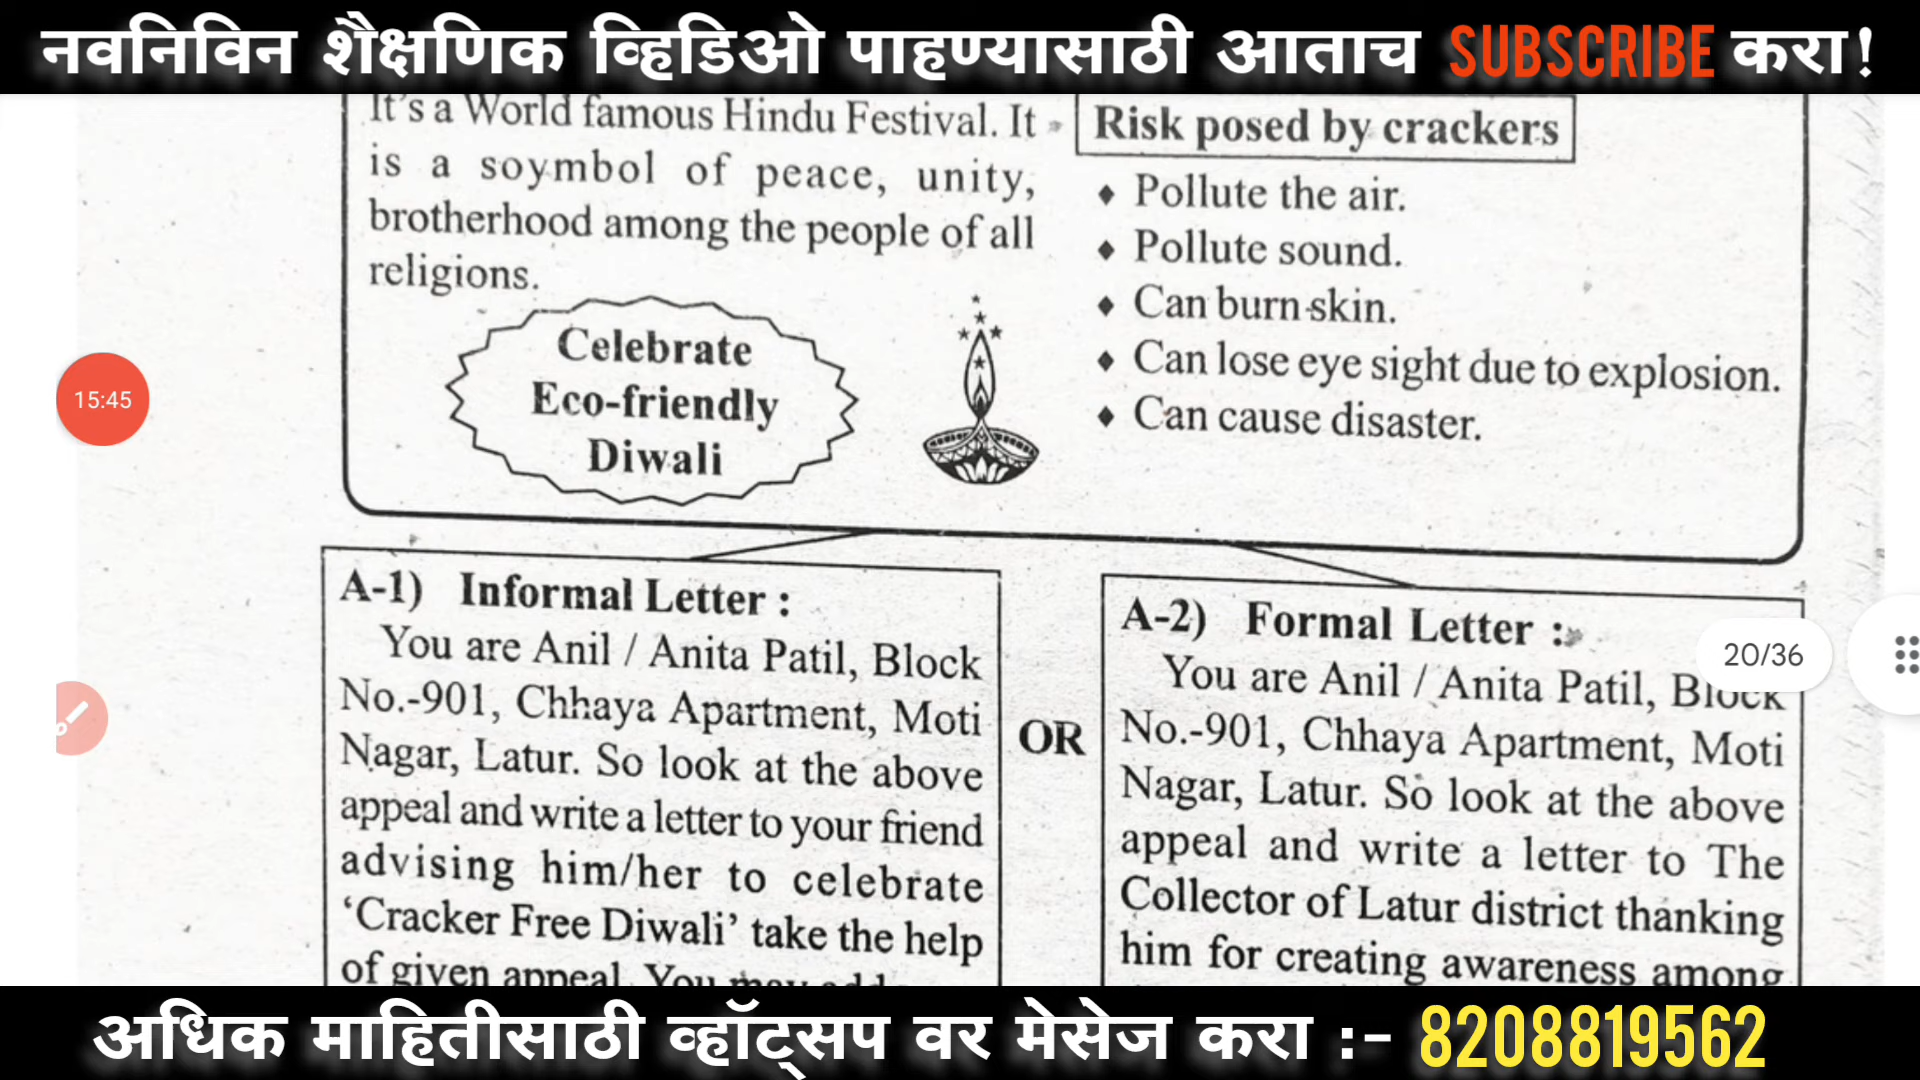 नवनिविन शैक्षणिक व्हिडिओ पाहण्यासाठी आताच SUBSCRIBE करा!
It's a World famous Hindu Festival. It
is a soymbol of peace, unity,
brotherhood among the people of all
religions.
Celebrate
Eco-friendly
Diwali
Risk posed by crackers
♦ Pollute the air.
♦ Pollute sound.
♦ Can burn skin.
♦ Can lose eye sight due to explosion.
♦ Can cause disaster.
15:45
A-1) Informal Letter :
You are Anil / Anita Patil, Block
No.-901, Chhaya Apartment, Moti
Nagar, Latur. So look at the above
appeal and write a letter to your friend
advising him/her to celebrate
‘Cracker Free Diwali’ take the help
of given appeal. You may add
OR
A-2) Formal Letter :
20/36
You are Anil / Anita Patil, Block
No.-901, Chhaya Apartment, Moti
Nagar, Latur. So look at the above
appeal and write a letter to The
Collector of Latur district thanking
him for creating awareness among
अधिक माहितीसाठी व्हॉट्सप वर मेसेज करा :- 8208819562